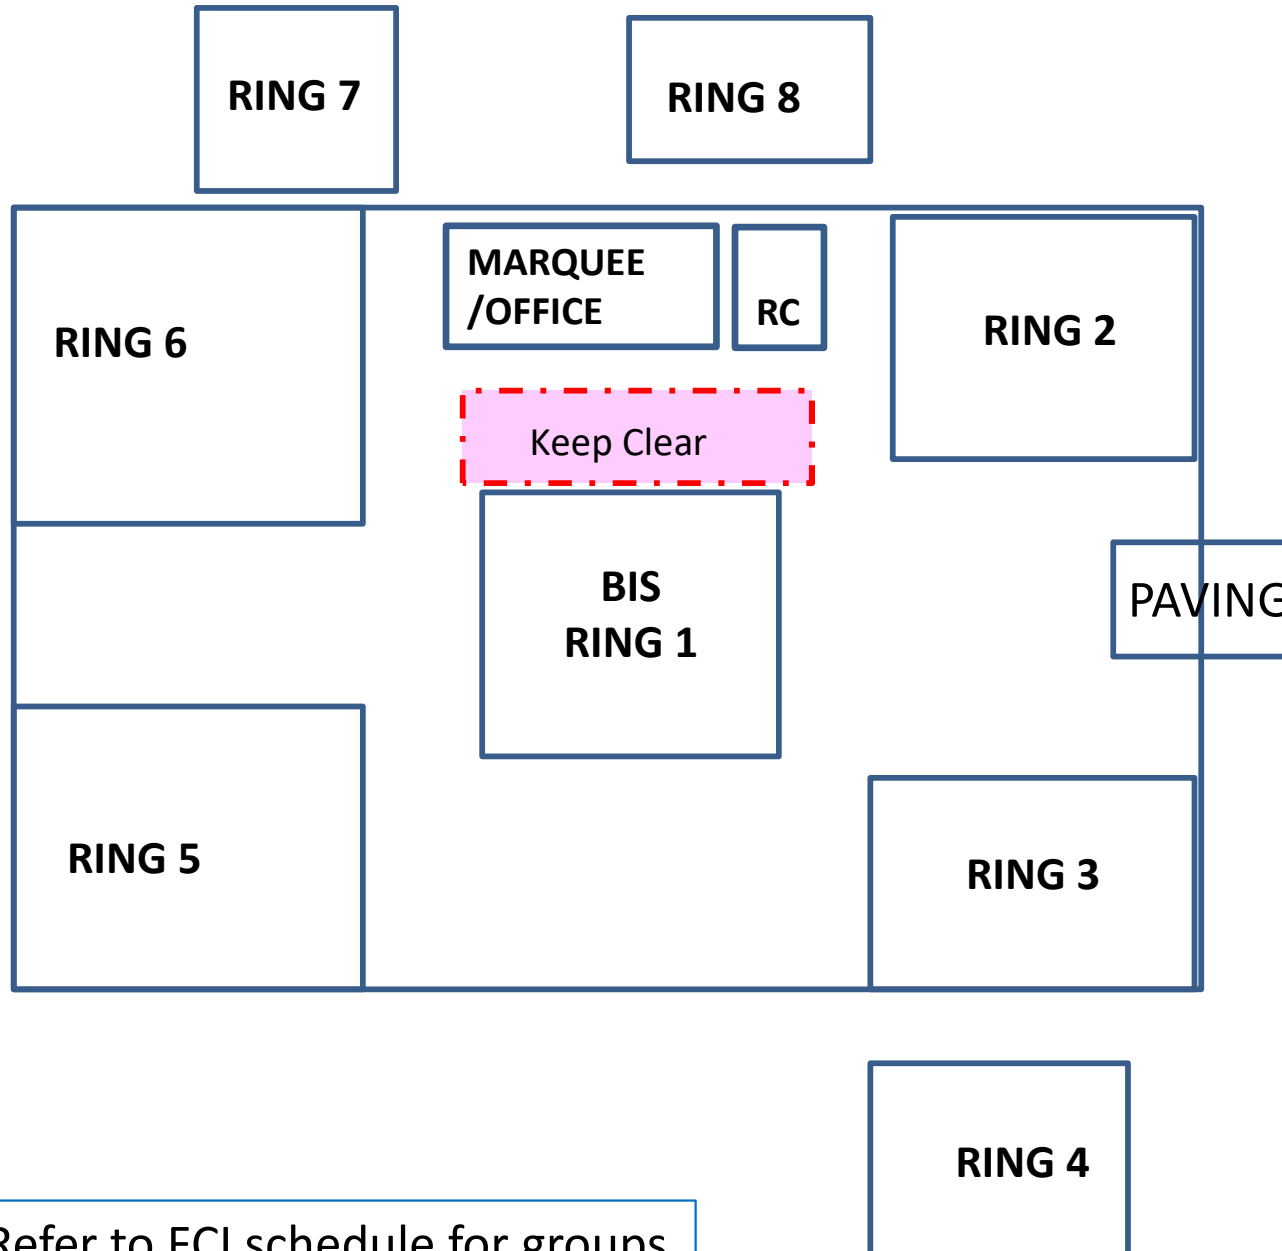 RING 7
RING 8
MARQUEE
/OFFICE
RC
RING 6
RING 2
Keep Clear
BIS
RING 1
PAVING
RING 5
RING 3
RING 4
Refer to FCI schedule for groups